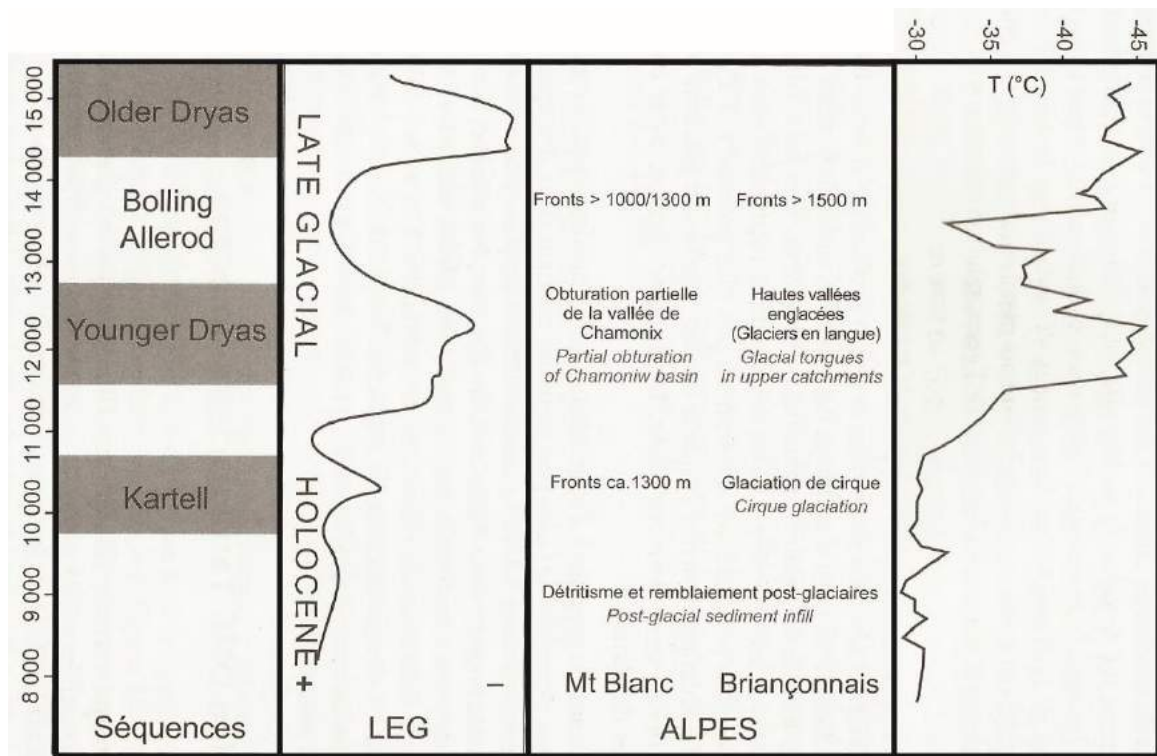 -30
-35
-40
-45
T (°C)
15 000
14 000
13 000
12 000
11 000
10 000
9 000
8 000
Older Dryas
Bolling
Allerod
Younger Dryas
Kartell
Séquences
LATE GLACIAL
HOLOCENE
+
–
LEG
Fronts > 1000/1300 m
Fronts > 1500 m
Obturation partielle
de la vallée de
Chamonix
Partial obturation
of Chamoniw basin
Hautes vallées
englacées
(Glaciers en langue)
Glacial tongues
in upper catchments
Fronts ca.1300 m
Glaciation de cirque
Cirque glaciation
Détritisme et remblaiement post-glaciaires
Post-glacial sediment infill
Mt Blanc
Briançonnais
ALPES